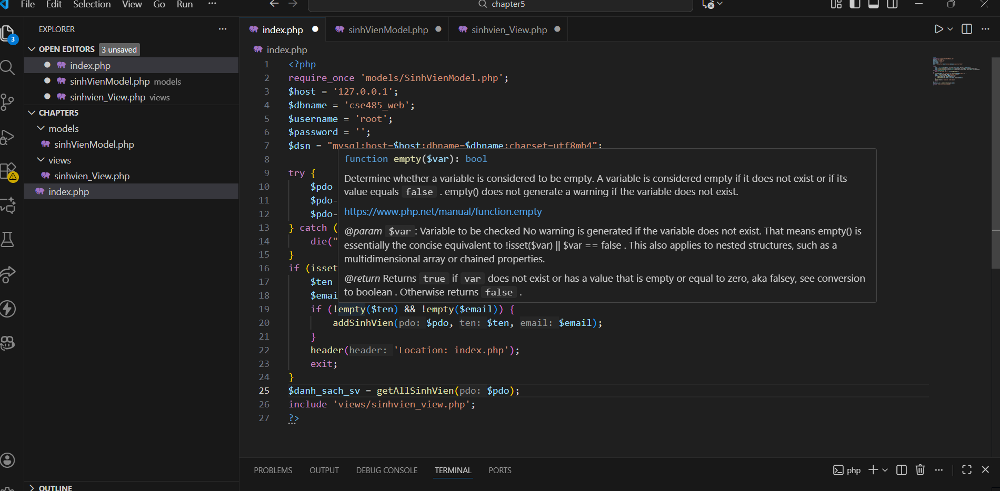 File Edit Selection View Go Run ···
chapter5
EXPLORER ···
3
OPEN EDITORS 3 unsaved
index.php
sinhVienModel.php models
sinhvien_View.php views
CHAPTER5
models
sinhVienModel.php
views
sinhvien_View.php
index.php
OUTLINE
index.php sinhVienModel.php sinhvien_View.php ···
index.php
1 <?php
2 require_once 'models/SinhVienModel.php';
3 $host = '127.0.0.1';
4 $dbname = 'cse485_web';
5 $username = 'root';
6 $password = '';
7 $dsn = "mysql:host=$host;dbname=$dbname;charset=utf8mb4";
8
9 try {
10 $pdo
11 $pdo-
12 $pdo-
13 } catch (
14 die("
15 }
16 if (isset
17 $ten
18 $emai
function empty($var): bool
Determine whether a variable is considered to be empty. A variable is considered empty if it does not exist or if its
value equals false . empty() does not generate a warning if the variable does not exist.
https://www.php.net/manual/function.empty
@param $var : Variable to be checked No warning is generated if the variable does not exist. That means empty() is
essentially the concise equivalent to !isset($var) || $var == false . This also applies to nested structures, such as a
multidimensional array or chained properties.
@return Returns true if var does not exist or has a value that is empty or equal to zero, aka falsey, see conversion
to boolean . Otherwise returns false .
19 if (!empty($ten) && !empty($email)) {
20 addSinhVien(pdo: $pdo, ten: $ten, email: $email);
21 }
22 header(header: 'Location: index.php');
23 exit;
24 }
25 $danh_sach_sv = getAllSinhVien(pdo: $pdo);
26 include 'views/sinhvien_view.php';
27 ?>
PROBLEMS OUTPUT DEBUG CONSOLE TERMINAL PORTS
php ···